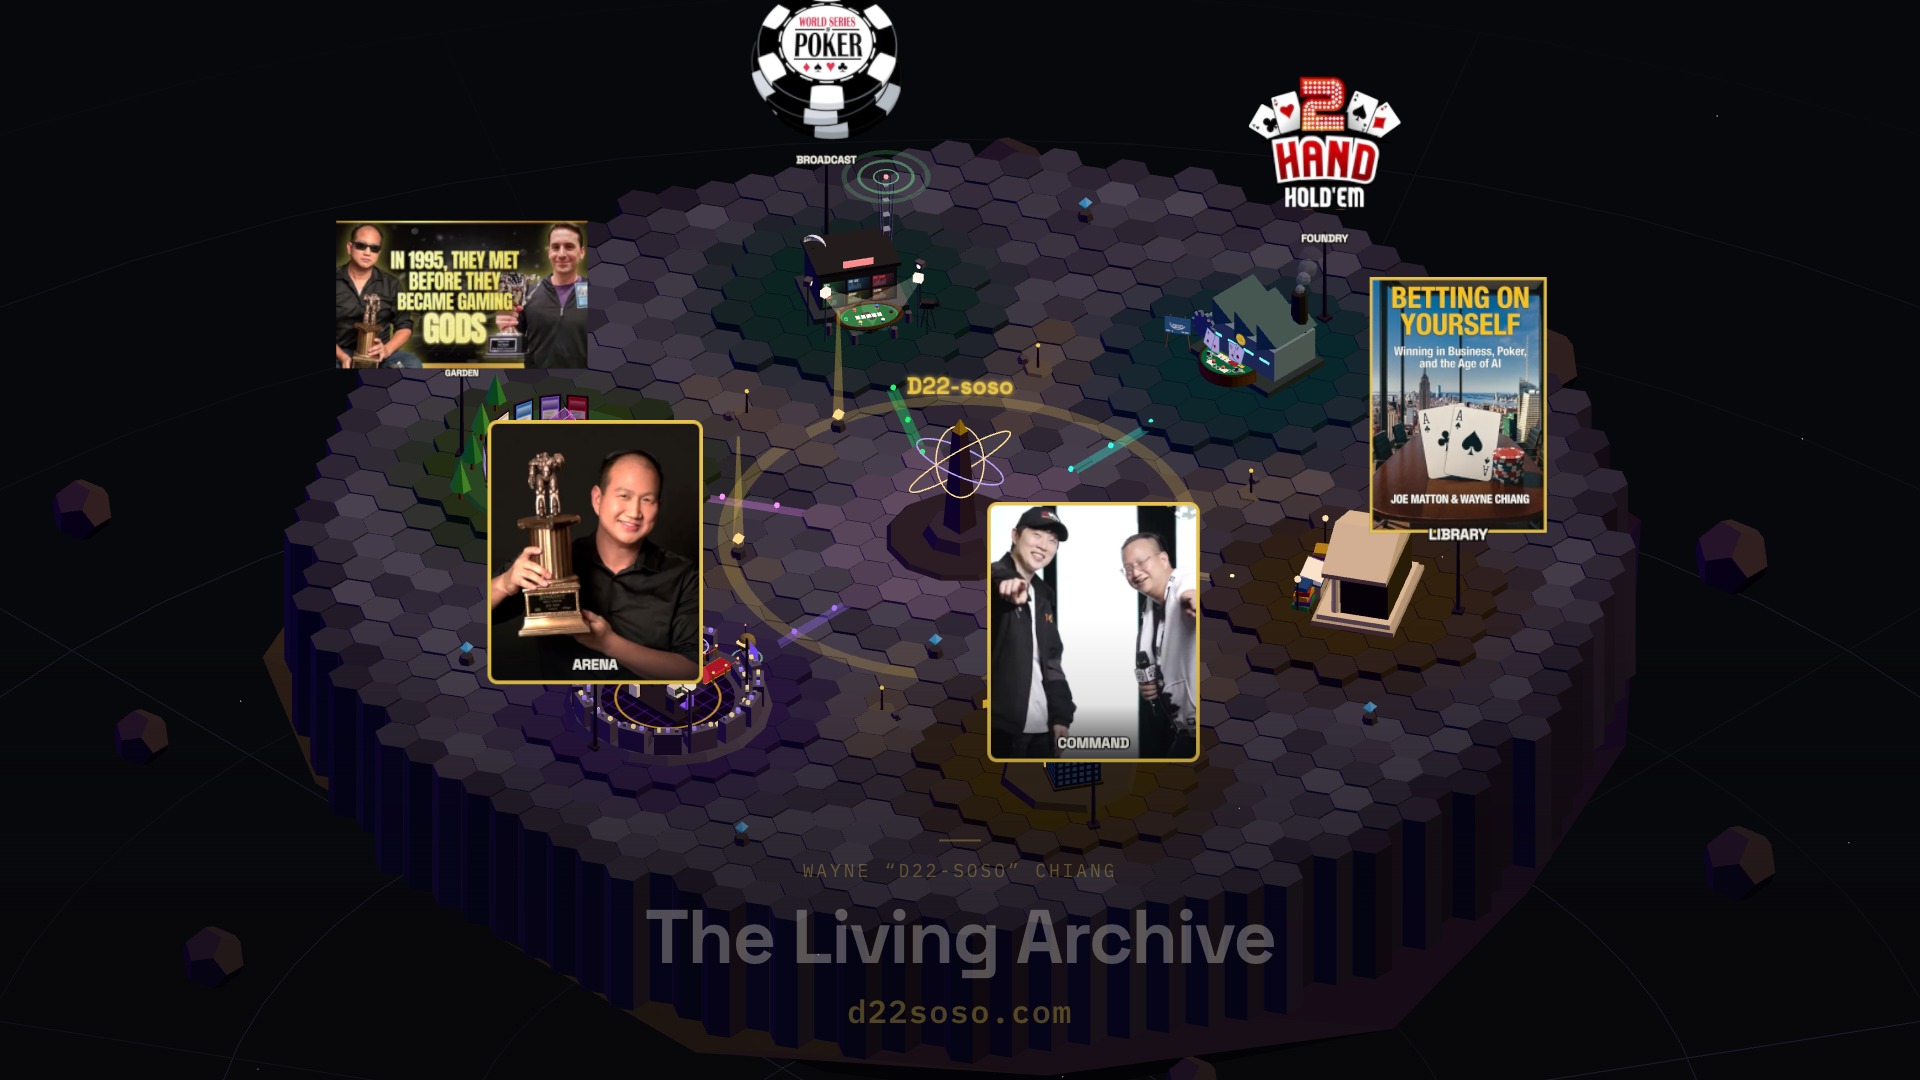 WORLD SERIES
OF
POKER
BROADCAST
2
HAND
HOLD'EM
FOUNDRY
IN 1995, THEY MET
BEFORE THEY
BECAME GAMING
GODS
GARDEN
BETTING ON
YOURSELF
Winning in Business, Poker,
and the Age of AI
A
A
A
JOE MATTON & WAYNE CHIANG
LIBRARY
D22-soso
ARENA
COMMAND
WAYNE “D22-SOSO” CHIANG
The Living Archive
d22soso.com